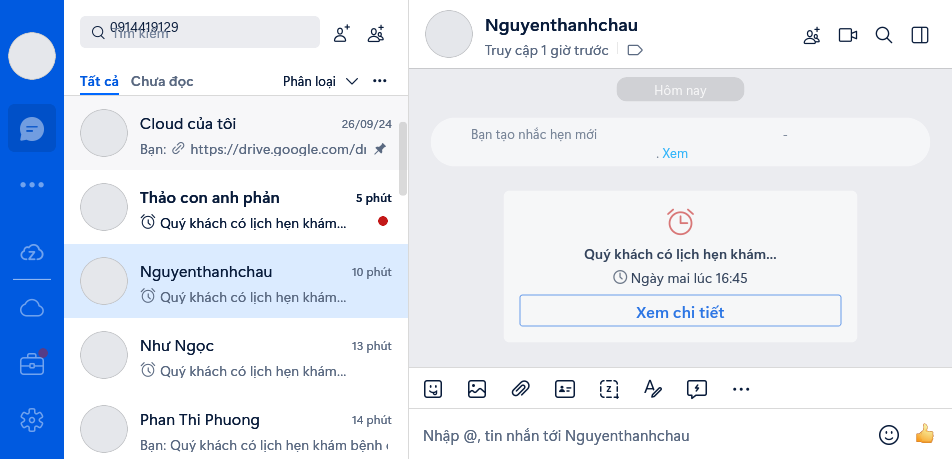 0914419129
Tìm kiếm
Tất cả Chưa đọc Phân loại
Cloud của tôi 26/09/24
Bạn: https://drive.google.com/dr
Thảo con anh phản 5 phút
Quý khách có lịch hẹn khám...
Nguyenthanhchau 10 phút
Quý khách có lịch hẹn khám...
Như Ngọc 13 phút
Quý khách có lịch hẹn khám...
Phan Thi Phuong 14 phút
Bạn: Quý khách có lịch hẹn khám bệnh
Nguyenthanhchau
Truy cập 1 giờ trước
Hôm nay
Bạn tạo nhắc hẹn mới -
. Xem
Quý khách có lịch hẹn khám...
Ngày mai lúc 16:45
Xem chi tiết
Nhập @, tin nhắn tới Nguyenthanhchau